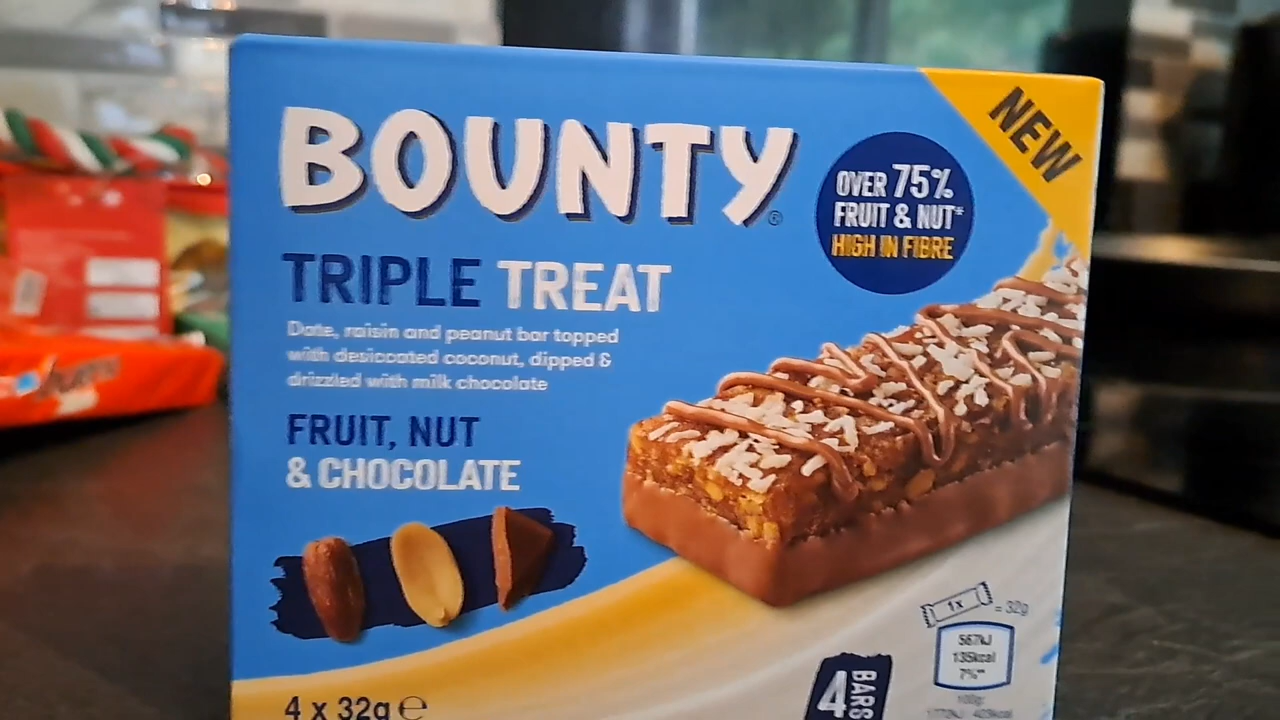 BOUNTY®
NEW
OVER 75%
FRUIT & NUT*
HIGH IN FIBRE
TRIPLE TREAT
Date, raisin and peanut bar topped
with desiccated coconut, dipped &
drizzled with milk chocolate
FRUIT, NUT
& CHOCOLATE
1x = 32g
567kJ
135kcal
7%**
100g:
4 BARS
4 x 32g ℮